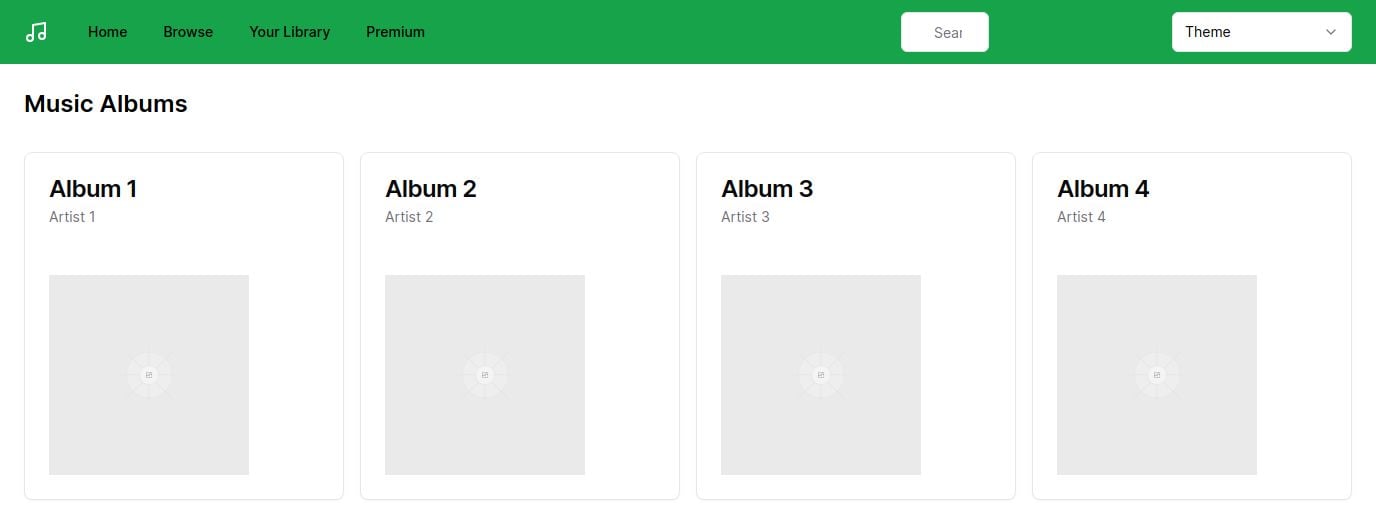 Home Browse Your Library Premium Sear Theme
Music Albums
Album 1 Album 2 Album 3 Album 4
Artist 1 Artist 2 Artist 3 Artist 4